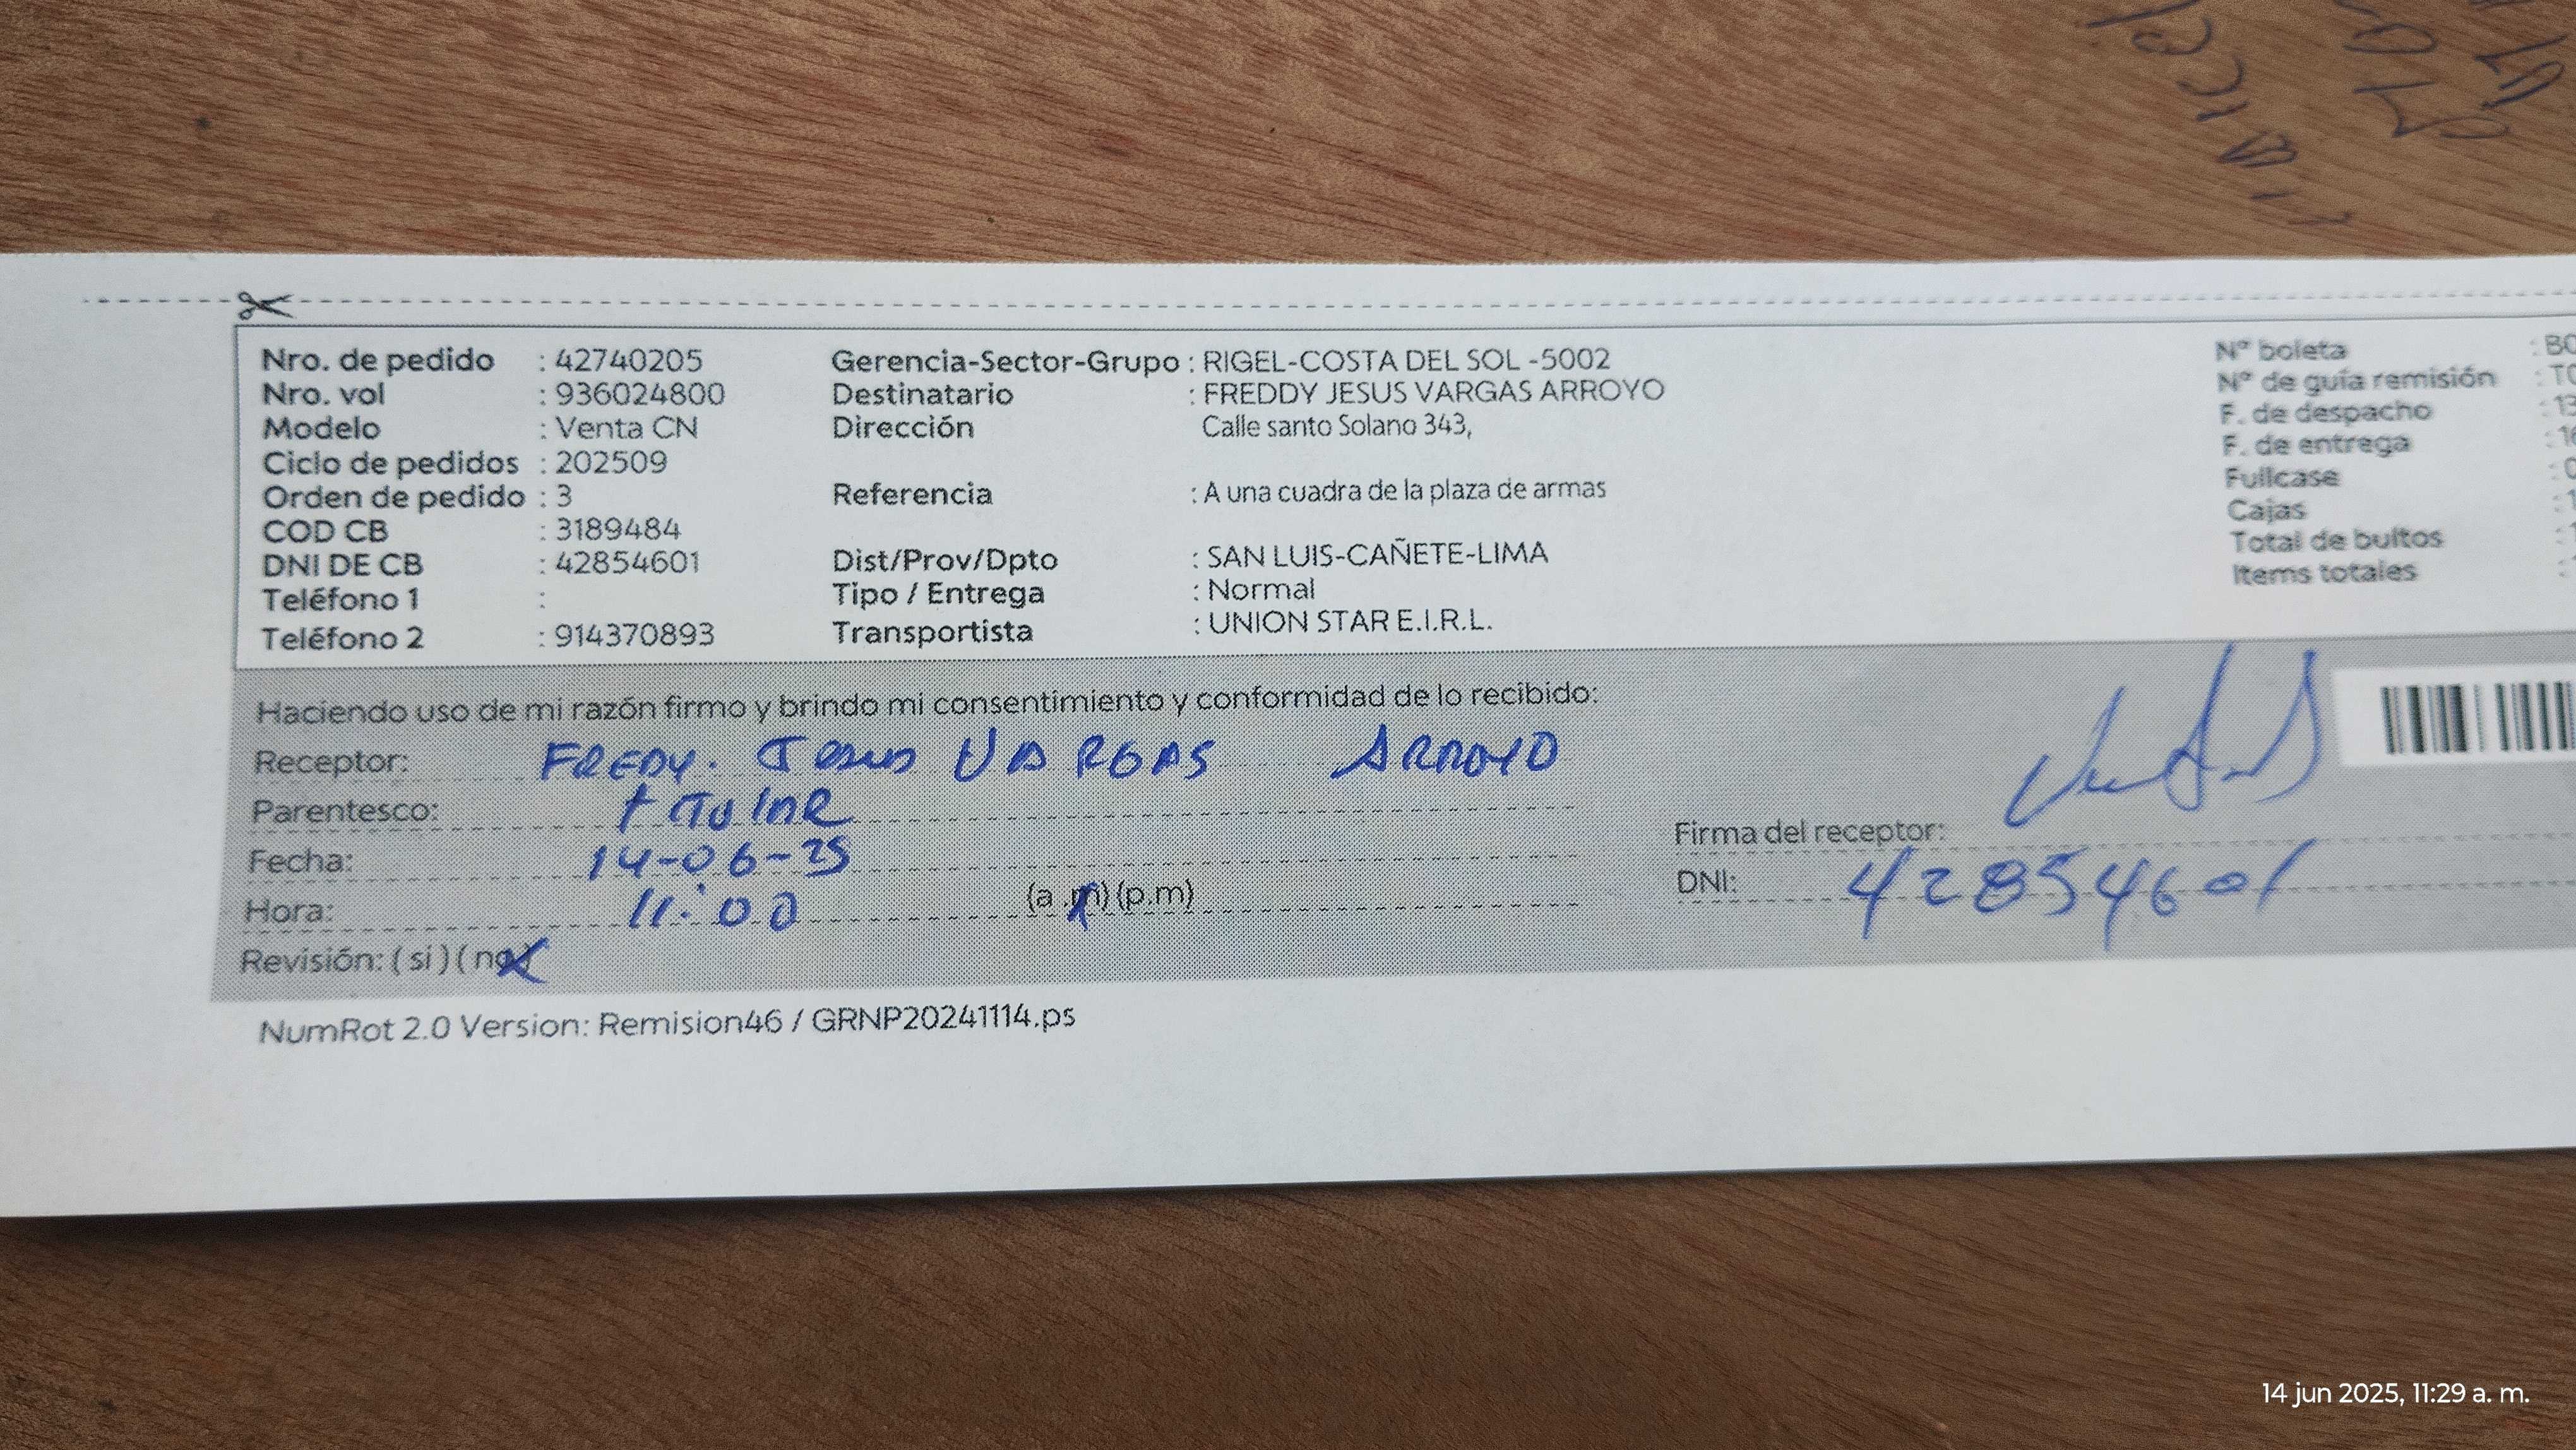 Nro. de pedido : 42740205
Nro. vol : 936024800
Modelo : Venta CN
Ciclo de pedidos : 202509
Orden de pedido : 3
COD CB : 3189484
DNI DE CB : 42854601
Teléfono 1 :
Teléfono 2 : 914370893
Gerencia-Sector-Grupo : RIGEL-COSTA DEL SOL -5002
Destinatario : FREDDY JESUS VARGAS ARROYO
Dirección Calle santo Solano 343,
Referencia : A una cuadra de la plaza de armas
Dist/Prov/Dpto : SAN LUIS-CAÑETE-LIMA
Tipo / Entrega : Normal
Transportista : UNION STAR E.I.R.L.
Nº boleta
Nº de guía remisión
F. de despacho
F. de entrega
Fullcase
Cajas
Total de bultos
Items totales
Haciendo uso de mi razón firmo y brindo mi consentimiento y conformidad de lo recibido:
Receptor: FREDY. Jesus VARGAS ARROYO
Parentesco: titulaR
Fecha: 14-06-25
Hora: 11:00 (a.m) (p.m)
Revisión: ( si ) ( no )
Firma del receptor:
DNI: 42854601
NumRot 2.0 Version: Remision46 / GRNP20241114.ps
14 jun 2025, 11:29 a. m.